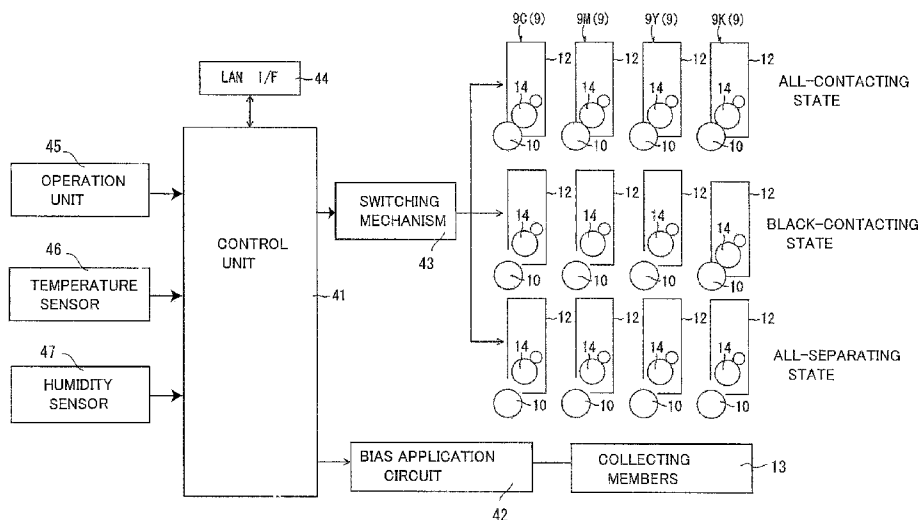 9C(9) 9M(9) 9Y(9) 9K(9)
12 12 12 12
LAN I/F 44
14 14 14 14
ALL-CONTACTING
STATE
10 10 10 10
45
OPERATION
UNIT
46
TEMPERATURE
SENSOR
47
HUMIDITY
SENSOR
CONTROL
UNIT
41
SWITCHING
MECHANISM
43
12 12 12 12
14 14 14 14
BLACK-CONTACTING
STATE
10 10 10 10
12 12 12 12
14 14 14 14
ALL-SEPARATING
STATE
10 10 10 10
BIAS APPLICATION
CIRCUIT
42
COLLECTING
MEMBERS
13